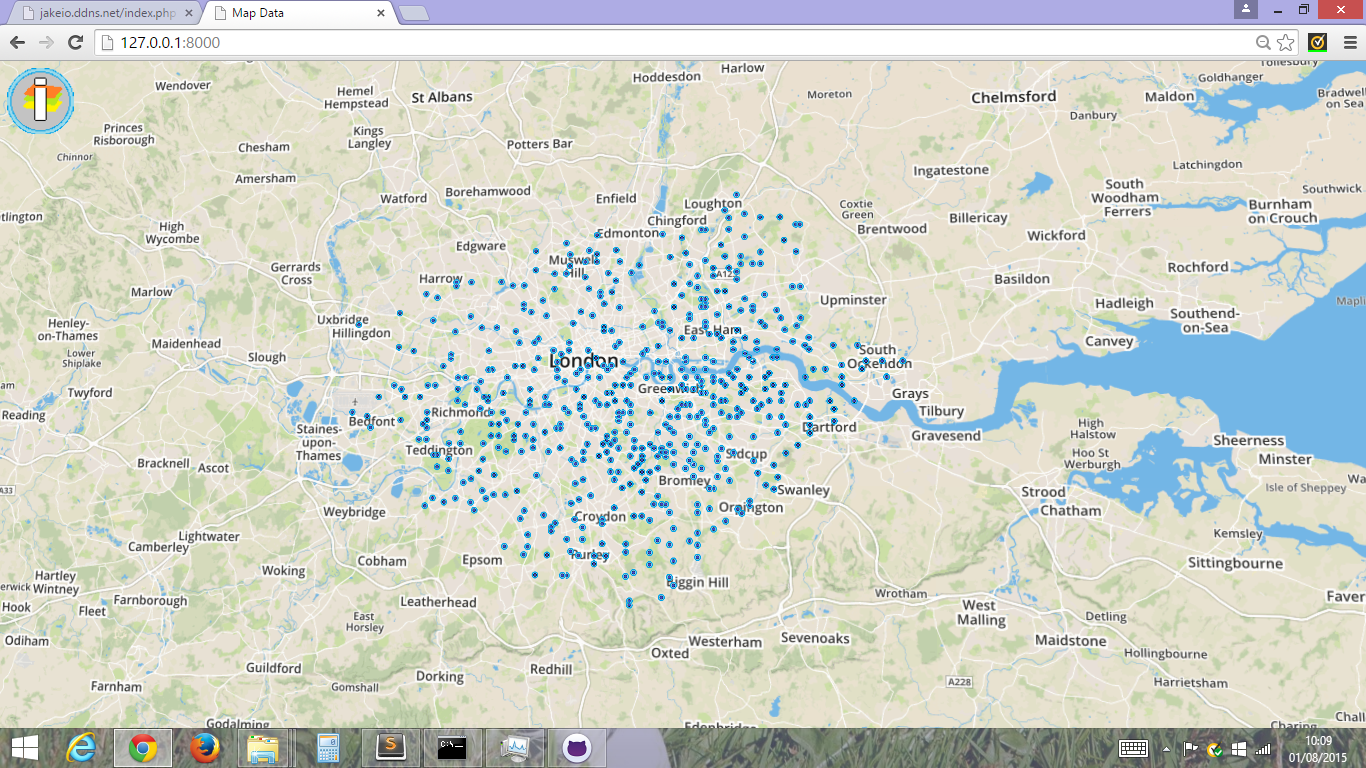 jakeio.ddns.net/index.php
Map Data
127.0.0.1:8000
Hoddesdon
Harlow
Wendover
Hemel
Hempstead
St Albans
Moreton
Chelmsford
Goldhanger
Maldon
Bradwell
on Sea
Danbury
Princes
Risborough
Kings
Langley
Potters Bar
Chinnor
Chesham
Latchingdon
Amersham
Ingatestone
South
Woodham
Ferrers
Southwick
Watford
Borehamwood
Enfield
Loughton
Coxtie
Green
Burnham
on Crouch
Chingford
Billericay
High
Wycombe
Edmonton
Brentwood
Wickford
Edgware
Muswell
Hill
Gerrards
Cross
Harrow
A12
Basildon
Rochford
Marlow
Upminster
Hadleigh
Southend-
on-Sea
Henley-
on-Thames
Uxbridge
Hillingdon
East Ham
Maidenhead
Canvey
Lower
Shiplake
Slough
London
South
Ockendon
Twyford
Greenwich
Grays
Reading
Richmond
Tilbury
Bedfont
Dartford
Gravesend
High
Halstow
Staines-
upon-
Thames
Teddington
Sidcup
Sheerness
Hoo St
Werburgh
Minster
Bracknell
Ascot
Bromley
A33
Swanley
Strood
Isle of Sheppey
Weybridge
Croydon
Orpington
Chatham
Lightwater
Camberley
Kemsley
Cobham
Epsom
Purley
Sittingbourne
Woking
Hartley
Wintney
Biggin Hill
Wrotham
Hook
Fleet
Farnborough
Leatherhead
West
Malling
East
Horsley
Detling
Odiham
Westerham
Sevenoaks
Maidstone
Oxted
Hollingbourne
Guildford
Redhill
Dorking
Gomshall
A228
Harrietsham
Farnham
Godalming
Edenbridge
Charing
10:09
01/08/2015